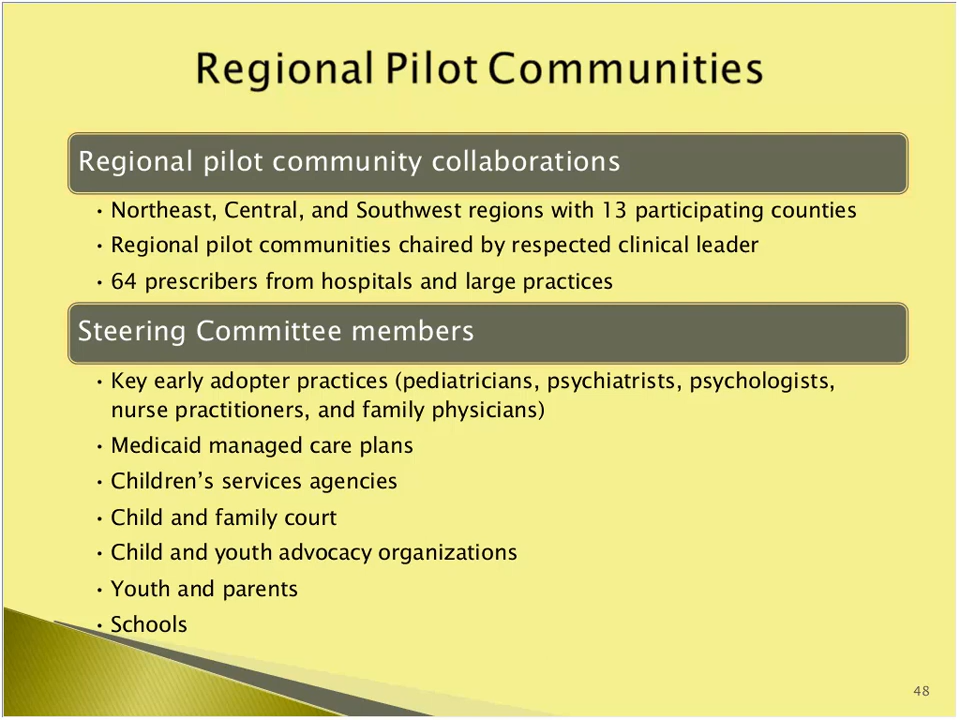 Regional Pilot Communities
Regional pilot community collaborations
• Northeast, Central, and Southwest regions with 13 participating counties
• Regional pilot communities chaired by respected clinical leader
• 64 prescribers from hospitals and large practices
Steering Committee members
• Key early adopter practices (pediatricians, psychiatrists, psychologists,
nurse practitioners, and family physicians)
• Medicaid managed care plans
• Children’s services agencies
• Child and family court
• Child and youth advocacy organizations
• Youth and parents
• Schools
48